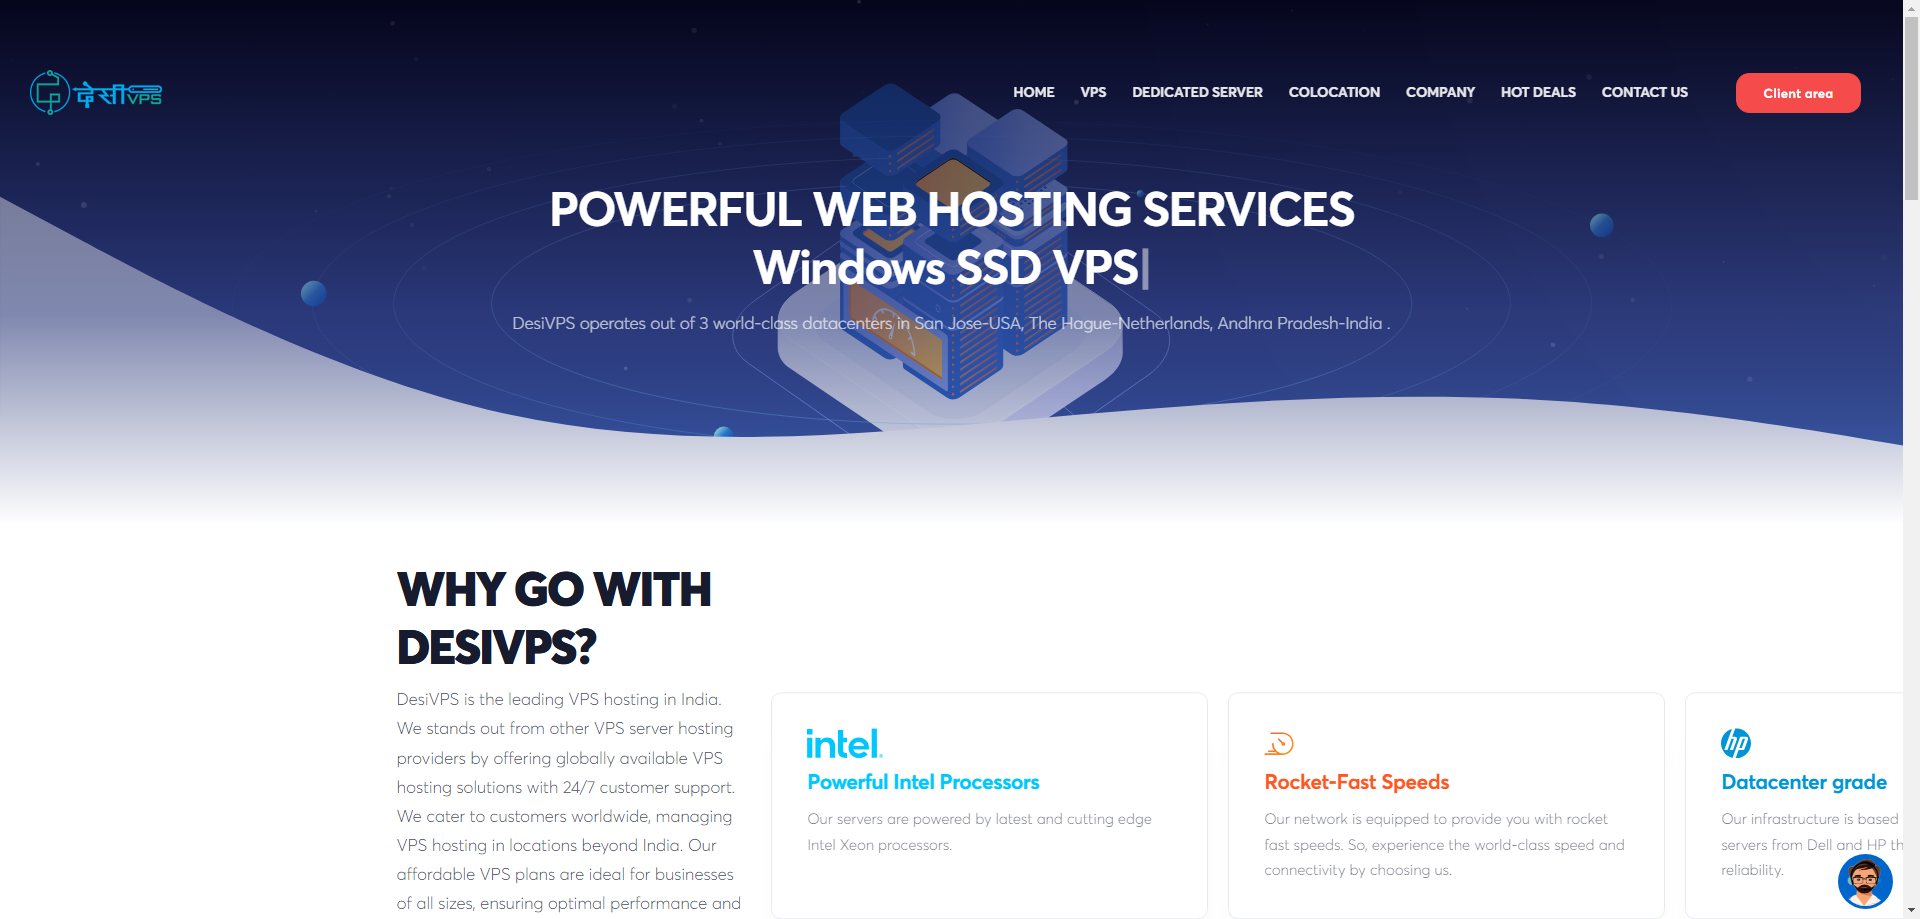 देसीVPS
HOME VPS DEDICATED SERVER COLOCATION COMPANY HOT DEALS CONTACT US Client area
POWERFUL WEB HOSTING SERVICES
Windows SSD VPS
DesiVPS operates out of 3 world-class datacenters in San Jose-USA, The Hague-Netherlands, Andhra Pradesh-India .
WHY GO WITH
DESIVPS?
DesiVPS is the leading VPS hosting in India.
We stands out from other VPS server hosting
providers by offering globally available VPS
hosting solutions with 24/7 customer support.
We cater to customers worldwide, managing
VPS hosting in locations beyond India. Our
affordable VPS plans are ideal for businesses
of all sizes, ensuring optimal performance and
intel.
Powerful Intel Processors
Our servers are powered by latest and cutting edge
Intel Xeon processors.
Rocket-Fast Speeds
Our network is equipped to provide you with rocket
fast speeds. So, experience the world-class speed and
connectivity by choosing us.
hp
Datacenter grade
Our infrastructure is based
servers from Dell and HP th
reliability.